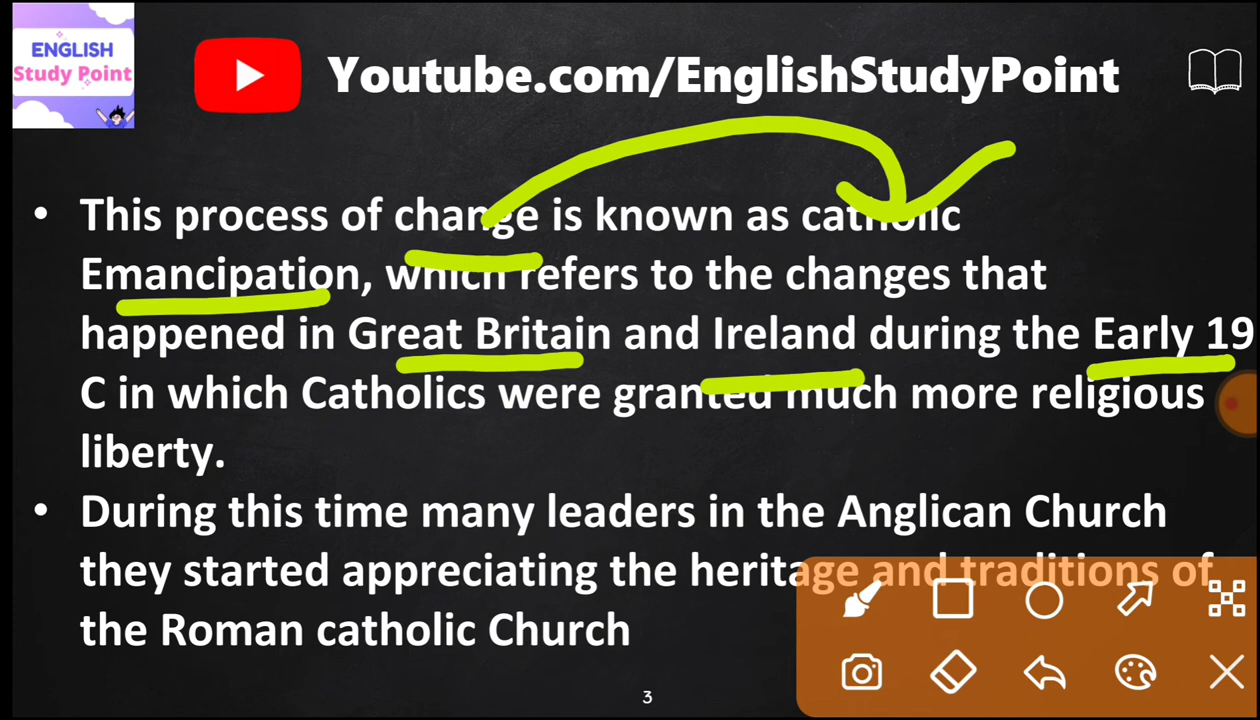 ENGLISH
Study Point
Youtube.com/EnglishStudyPoint
• This process of change is known as catholic
Emancipation, which refers to the changes that
happened in Great Britain and Ireland during the Early 19
C in which Catholics were granted much more religious
liberty.
• During this time many leaders in the Anglican Church
they started appreciating the heritage and traditions of
the Roman catholic Church
3